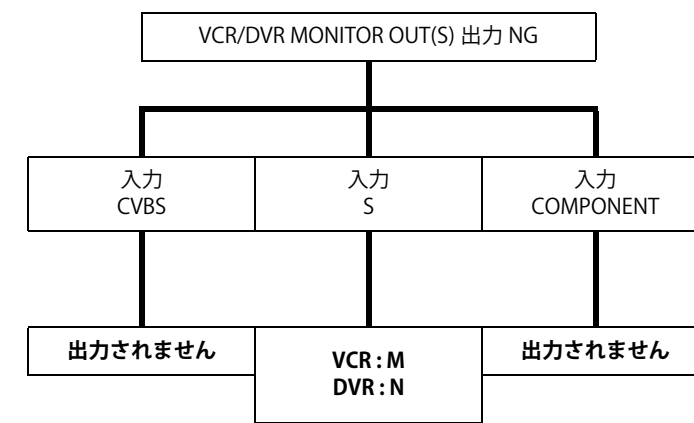 VCR/DVR MONITOR OUT(S) 出力 NG
入力
CVBS
入力
S
入力
COMPONENT
出力されません
VCR : M
DVR : N
出力されません